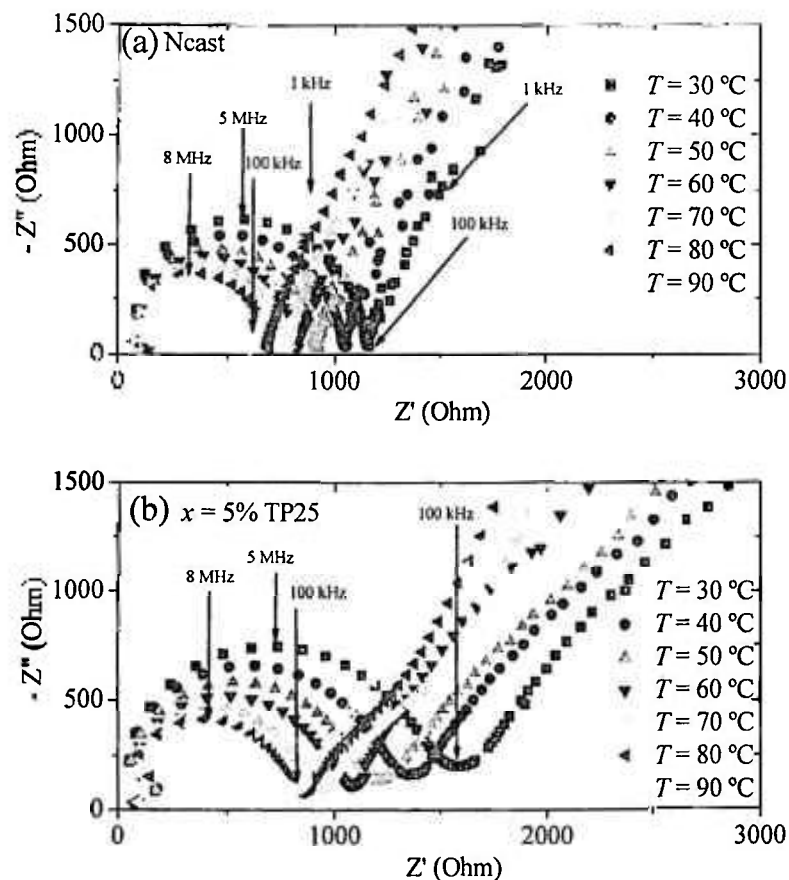 1500
(a) Ncast
1 kHz
T = 30 °C
5 MHz
1 kHz
T = 40 °C
1000
8 MHz
100 kHz
T = 50 °C
T = 60 °C
100 kHz
T = 70 °C
500
T = 80 °C
T = 90 °C
0
- Z'' (Ohm)
0
1000
2000
3000
Z' (Ohm)
1500
(b) x = 5% TP25
100 kHz
5 MHz
8 MHz
100 kHz
1000
T = 30 °C
T = 40 °C
T = 50 °C
500
T = 60 °C
T = 70 °C
T = 80 °C
T = 90 °C
0
- Z'' (Ohm)
0
1000
2000
3000
Z' (Ohm)